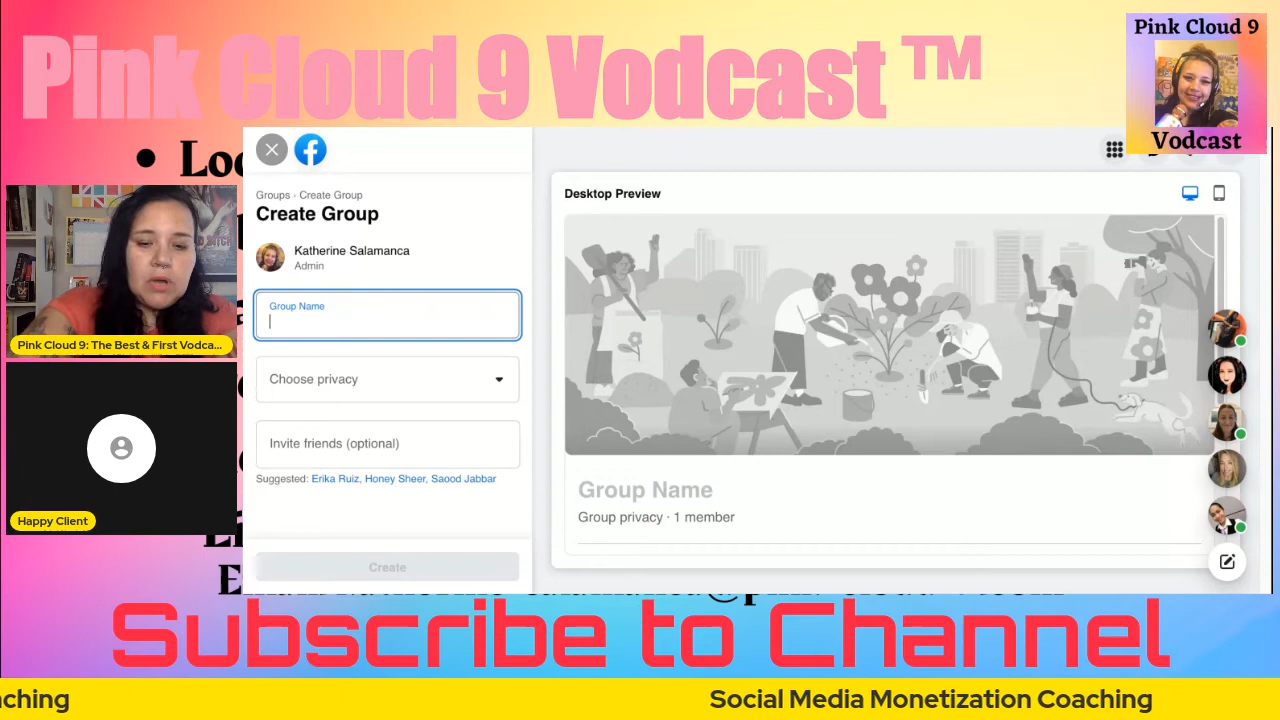 Pink Cloud 9 Vodcast ™
Pink Cloud 9
Vodcast
Groups › Create Group
Create Group
Katherine Salamanca
Admin
Group Name
Choose privacy
Invite friends (optional)
Suggested: Erika Ruiz, Honey Sheer, Saood Jabbar
Create
Desktop Preview
Group Name
Group privacy · 1 member
Pink Cloud 9: The Best & First Vodca...
Happy Client
Subscribe to Channel
Social Media Monetization Coaching